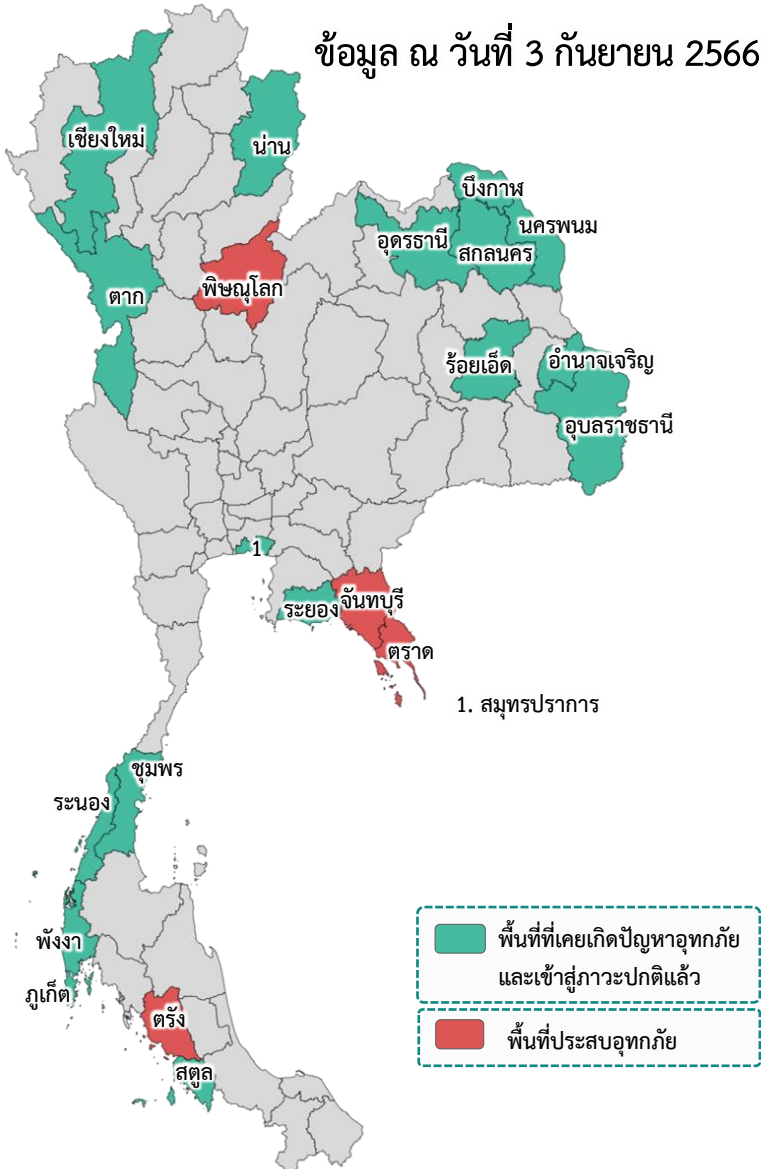 ข้อมูล ณ วันที่ 3 กันยายน 2566
เชียงใหม่
น่าน
บึงกาฬ
นครพนม
อุดรธานี
สกลนคร
พิษณุโลก
ตาก
ร้อยเอ็ด
อำนาจเจริญ
อุบลราชธานี
1
ระยอง
จันทบุรี
ตราด
1. สมุทรปราการ
ชุมพร
ระนอง
พังงา
ภูเก็ต
ตรัง
สตูล
พื้นที่ที่เคยเกิดปัญหาอุทกภัย
และเข้าสู่ภาวะปกติแล้ว
พื้นที่ประสบอุทกภัย